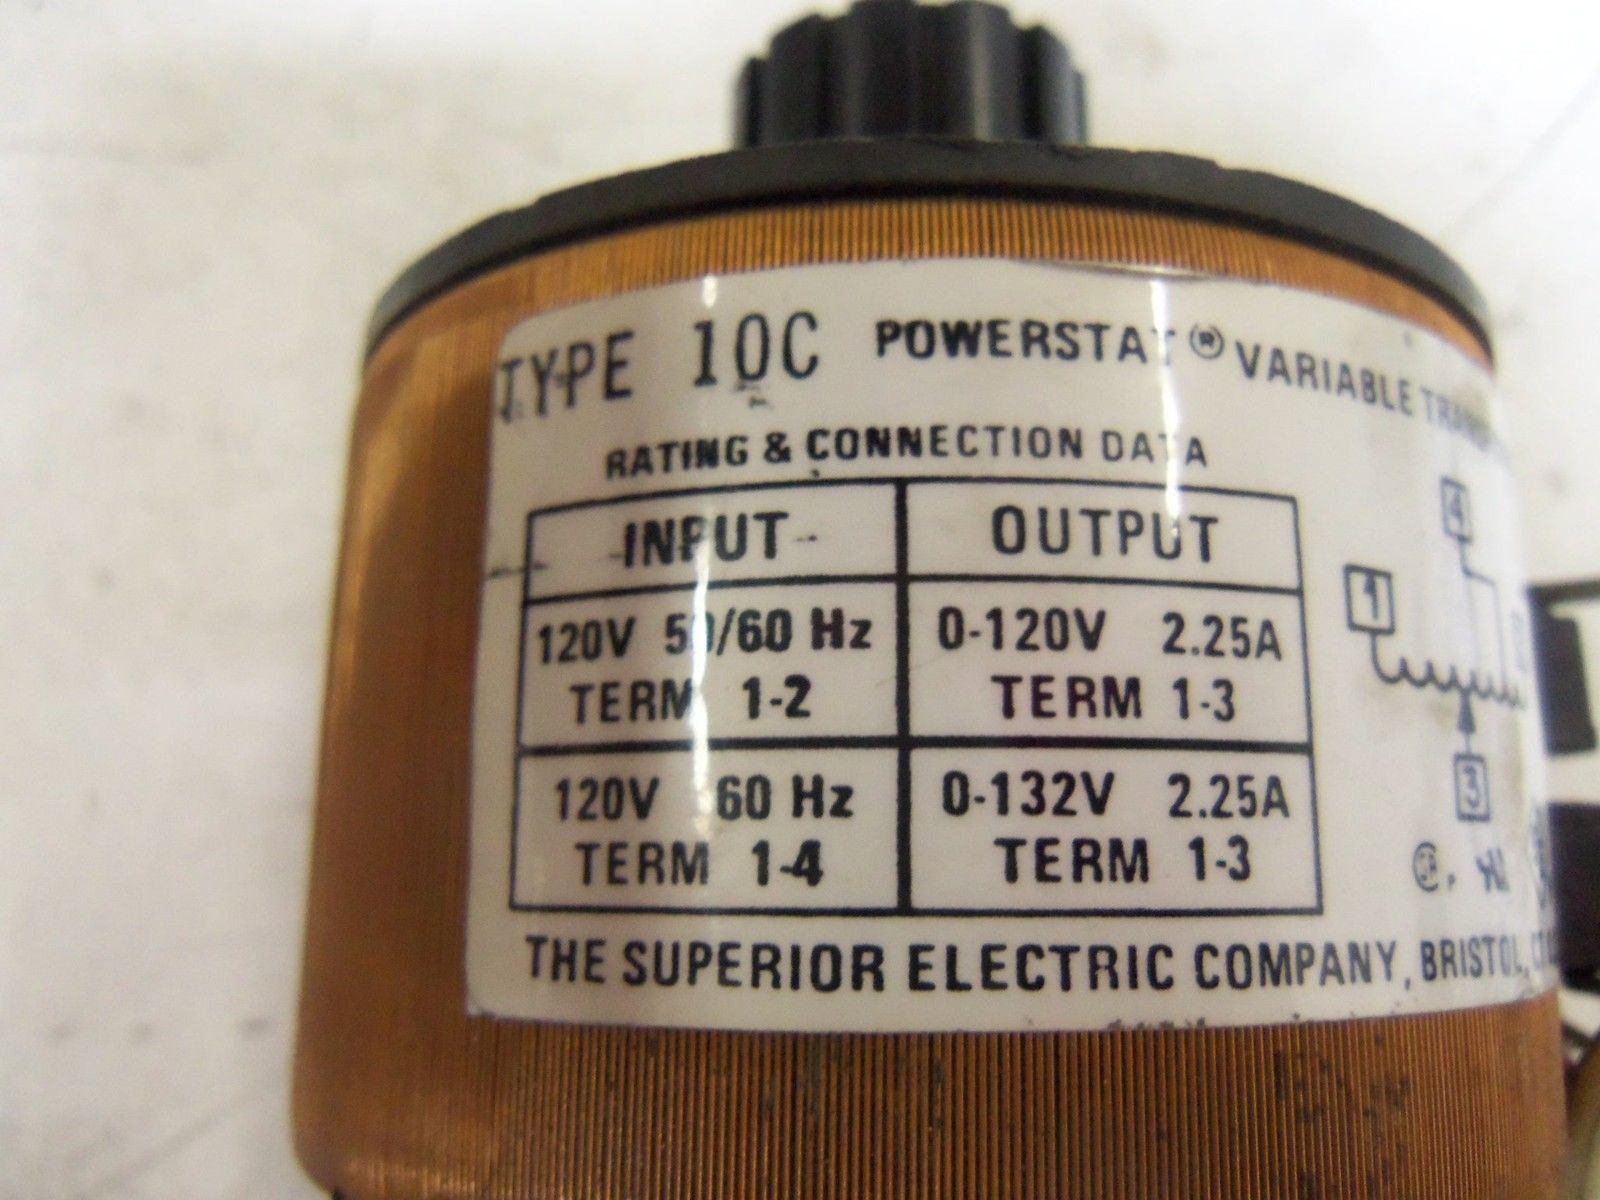 TYPE 10C POWERSTAT® VARIABLE
RATING & CONNECTION DATA
INPUT OUTPUT
120V 50/60 Hz 0-120V 2.25A
TERM 1-2 TERM 1-3
120V 60 Hz 0-132V 2.25A
TERM 1-4 TERM 1-3
THE SUPERIOR ELECTRIC COMPANY, BRISTOL,
4
1
3